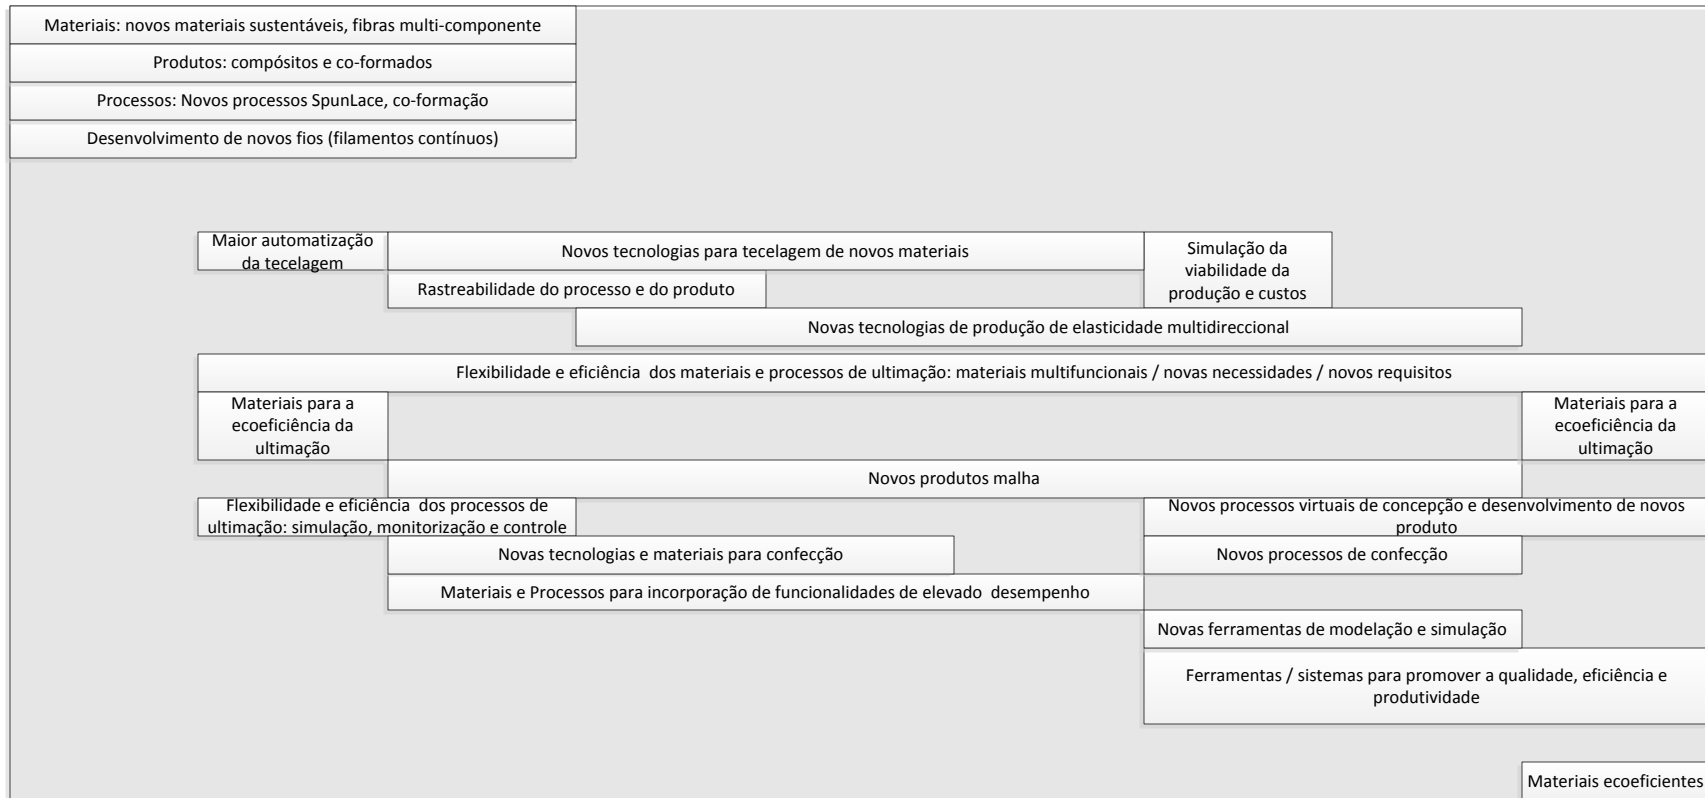 Materiais: novos materiais sustentáveis, fibras multi-componente
Produtos: compósitos e co-formados
Processos: Novos processos SpunLace, co-formação
Desenvolvimento de novos fios (filamentos contínuos)
Maior automatização
da tecelagem
Novos tecnologias para tecelagem de novos materiais
Simulação da
viabilidade da
produção e custos
Rastreabilidade do processo e do produto
Novas tecnologias de produção de elasticidade multidireccional
Flexibilidade e eficiência dos materiais e processos de ultimação: materiais multifuncionais / novas necessidades / novos requisitos
Materiais para a
ecoeficiência da
ultimação
Materiais para a
ecoeficiência da
ultimação
Novos produtos malha
Flexibilidade e eficiência dos processos de
ultimação: simulação, monitorização e controle
Novos processos virtuais de concepção e desenvolvimento de novos
produto
Novas tecnologias e materiais para confecção
Novos processos de confecção
Materiais e Processos para incorporação de funcionalidades de elevado desempenho
Novas ferramentas de modelação e simulação
Ferramentas / sistemas para promover a qualidade, eficiência e
produtividade
Materiais ecoeficientes